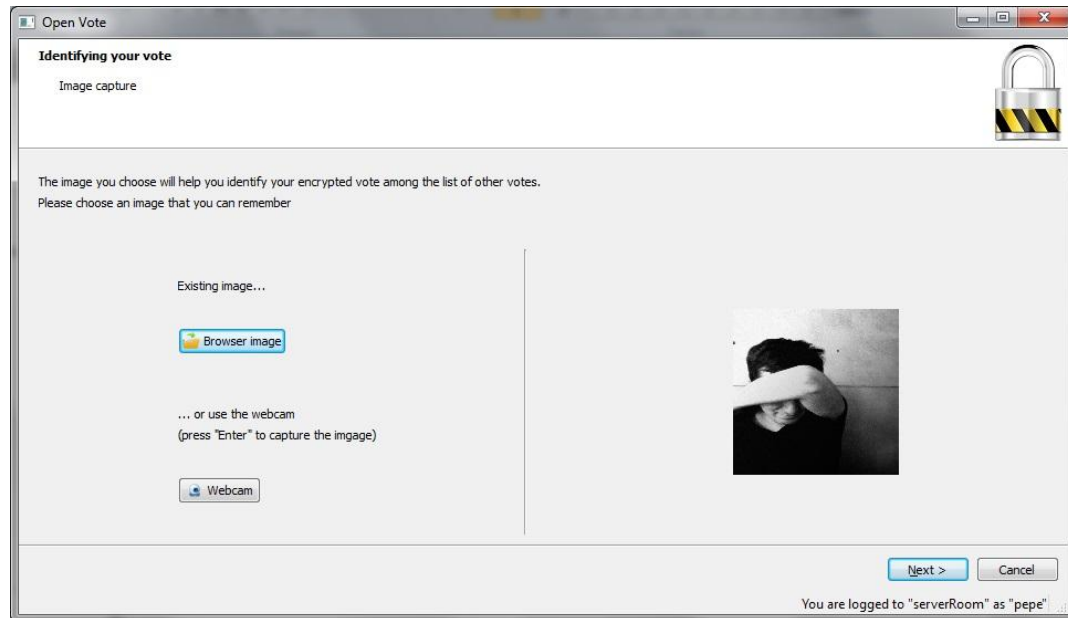 Open Vote
Identifying your vote
Image capture
The image you choose will help you identify your encrypted vote among the list of other votes.
Please choose an image that you can remember
Existing image...
Browser image
... or use the webcam
(press "Enter" to capture the imgage)
Webcam
Next >
Cancel
You are logged to "serverRoom" as "pepe"